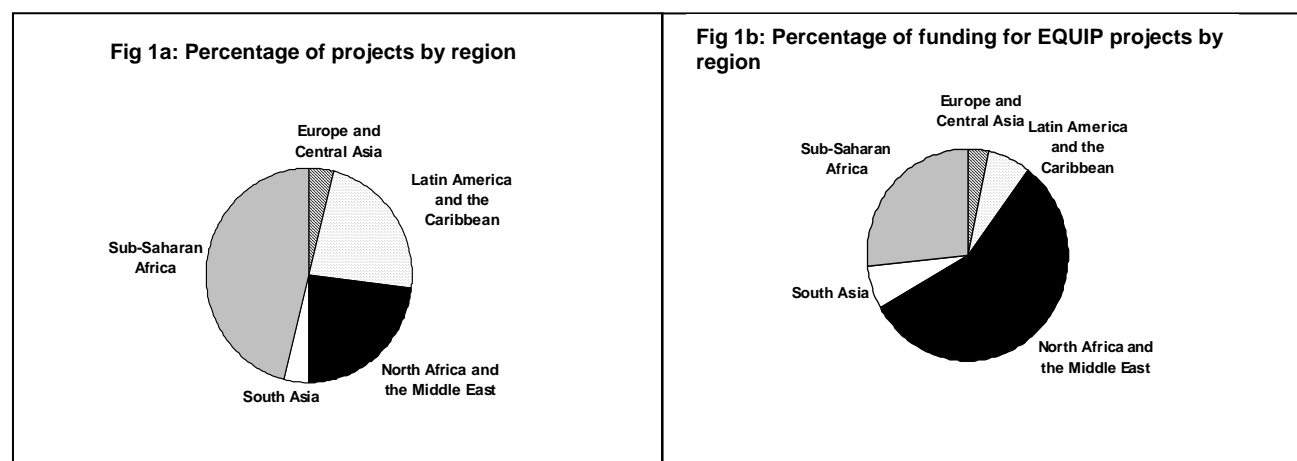 Fig 1a: Percentage of projects by region
Europe and
Central Asia
Latin America
and the
Caribbean
Sub-Saharan
Africa
North Africa and
the Middle East
South Asia
Fig 1b: Percentage of funding for EQUIP projects by
region
Europe and
Central Asia
Latin America
and the
Caribbean
Sub-Saharan
Africa
South Asia
North Africa and
the Middle East